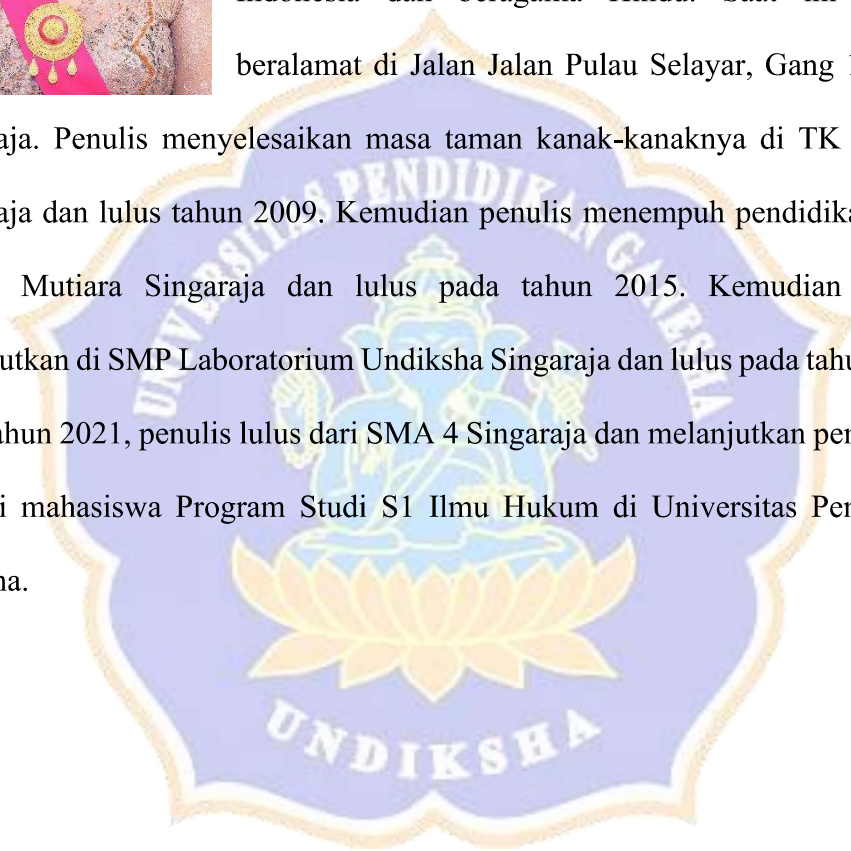 Indonesia dan beragama Hindu. Saat ini
beralamat di Jalan Jalan Pulau Selayar, Gang
aja. Penulis menyelesaikan masa taman kanak-kanaknya di TK
aja dan lulus tahun 2009. Kemudian penulis menempuh pendidika
Mutiara Singaraja dan lulus pada tahun 2015. Kemudian
utkan di SMP Laboratorium Undiksha Singaraja dan lulus pada tahu
ahun 2021, penulis lulus dari SMA 4 Singaraja dan melanjutkan pen
i mahasiswa Program Studi S1 Ilmu Hukum di Universitas Pen
na.
UNIVERSITAS PENDIDIKAN GANESHA
UNDIKSHA